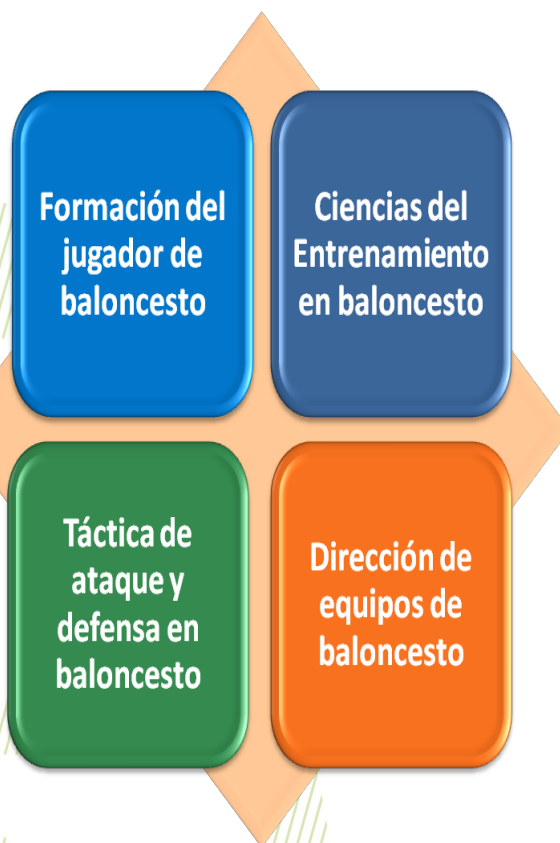 Formación del
jugador de
baloncesto
Ciencias del
Entrenamiento
en baloncesto
Táctica de
ataque y
defensa en
baloncesto
Dirección de
equipos de
baloncesto